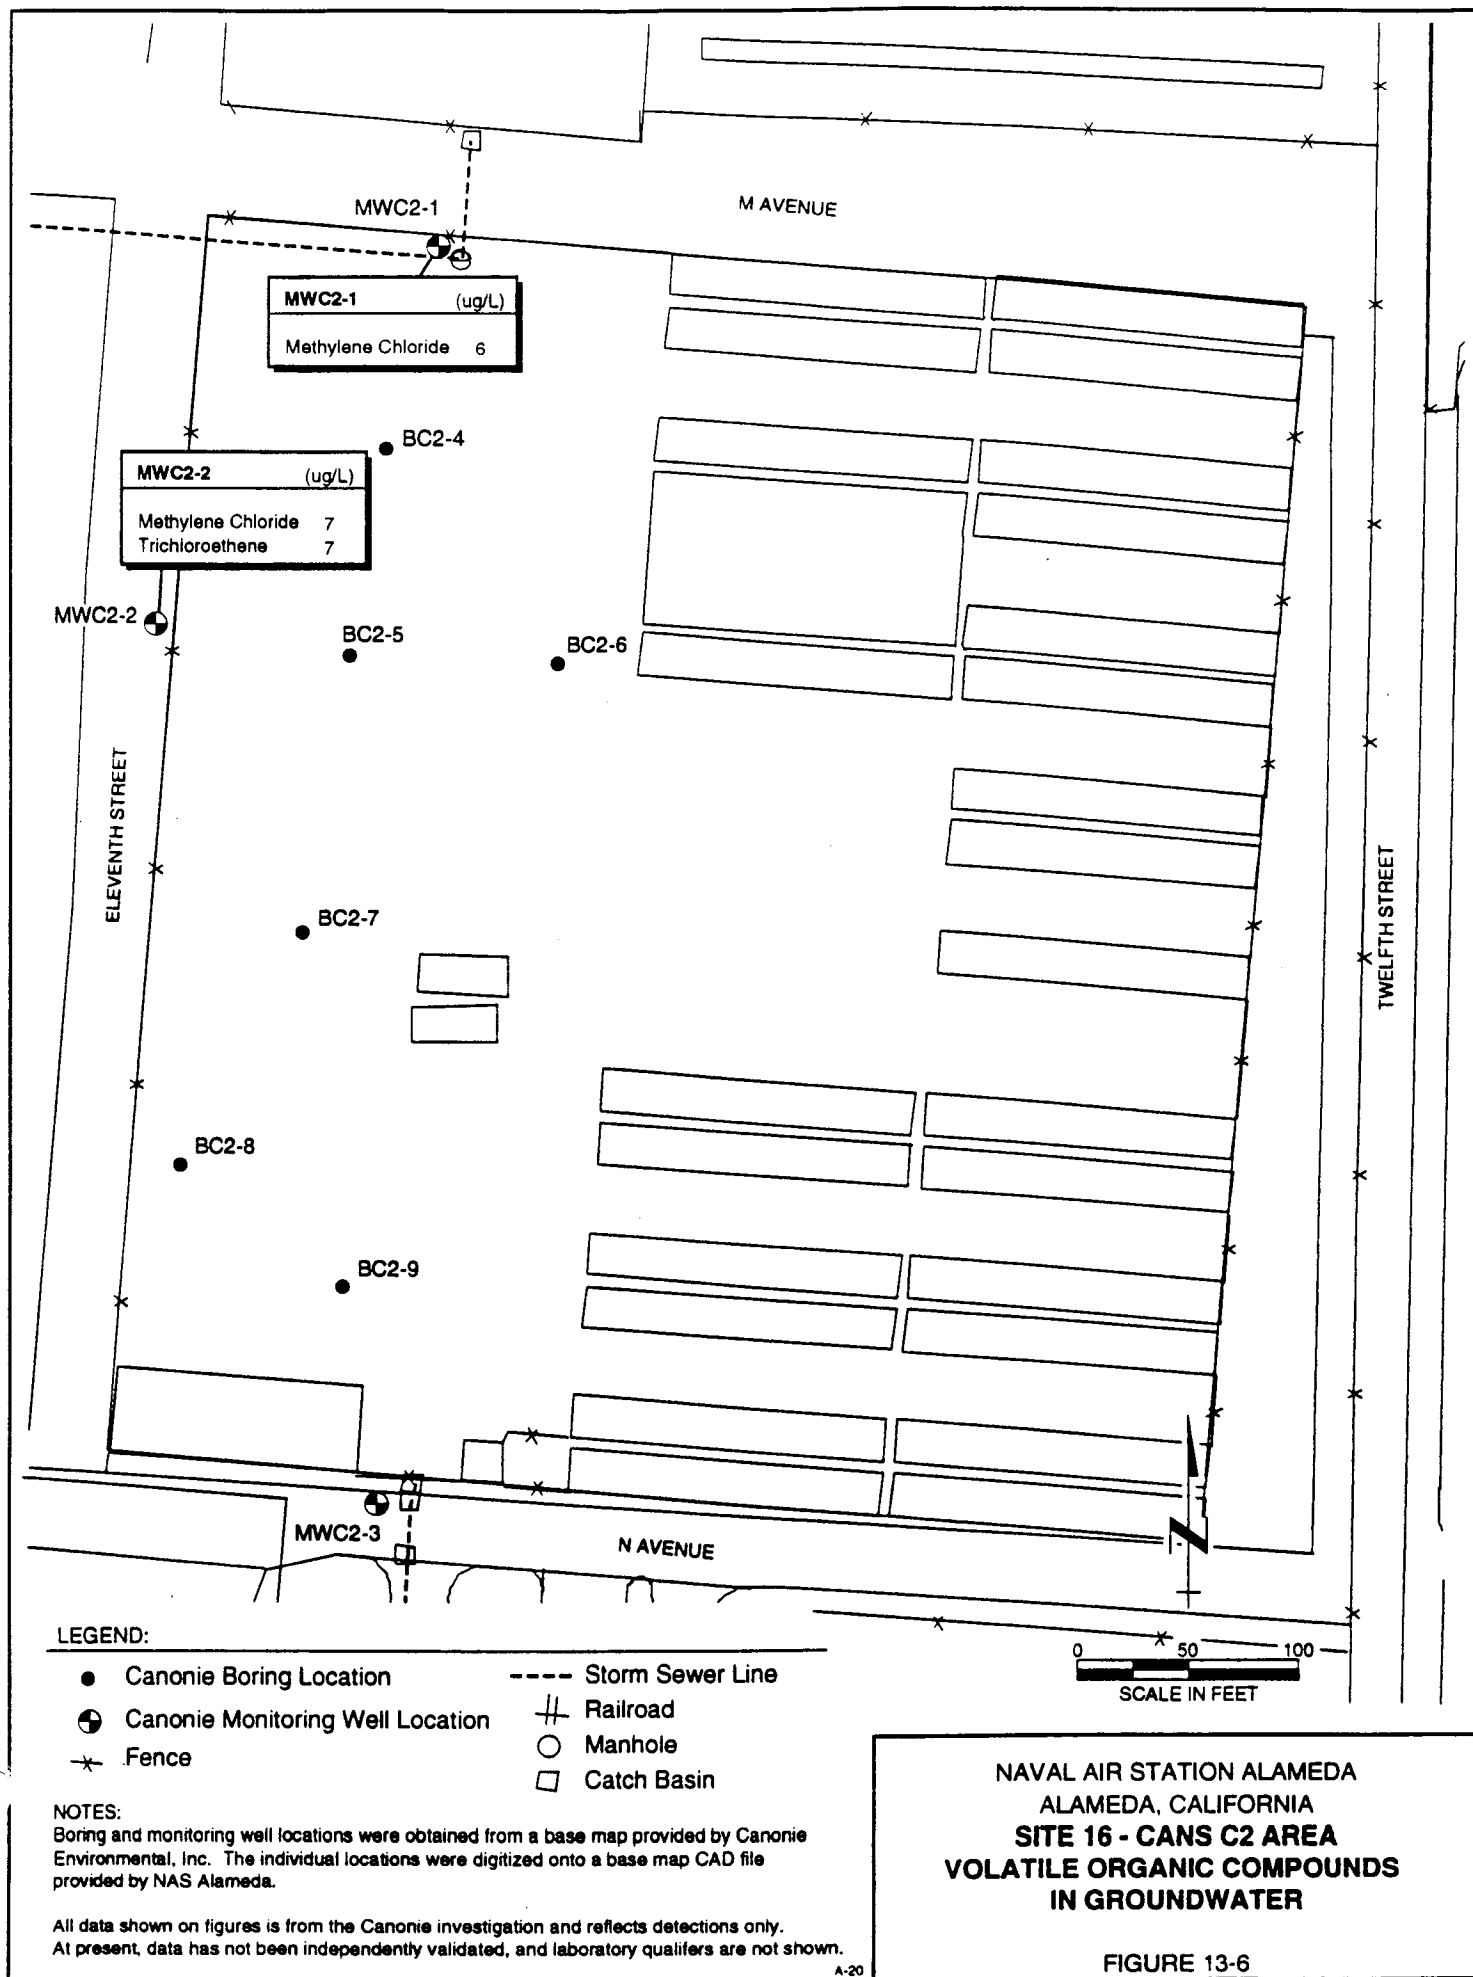 M AVENUE
MWC2-1
MWC2-1 (ug/L)
Methylene Chloride 6
BC2-4
MWC2-2 (ug/L)
Methylene Chloride 7
Trichloroethene 7
MWC2-2
BC2-5
BC2-6
ELEVENTH STREET
TWELFTH STREET
BC2-7
BC2-8
BC2-9
MWC2-3
N AVENUE
N
0 50 100
SCALE IN FEET
LEGEND:
Canonie Boring Location
Canonie Monitoring Well Location
Fence
Storm Sewer Line
Railroad
Manhole
Catch Basin
NOTES:
Boring and monitoring well locations were obtained from a base map provided by Canonie
Environmental, Inc. The individual locations were digitized onto a base map CAD file
provided by NAS Alameda.
All data shown on figures is from the Canonie investigation and reflects detections only.
At present, data has not been independently validated, and laboratory qualifers are not shown.
A-20
NAVAL AIR STATION ALAMEDA
ALAMEDA, CALIFORNIA
SITE 16 - CANS C2 AREA
VOLATILE ORGANIC COMPOUNDS
IN GROUNDWATER
FIGURE 13-6